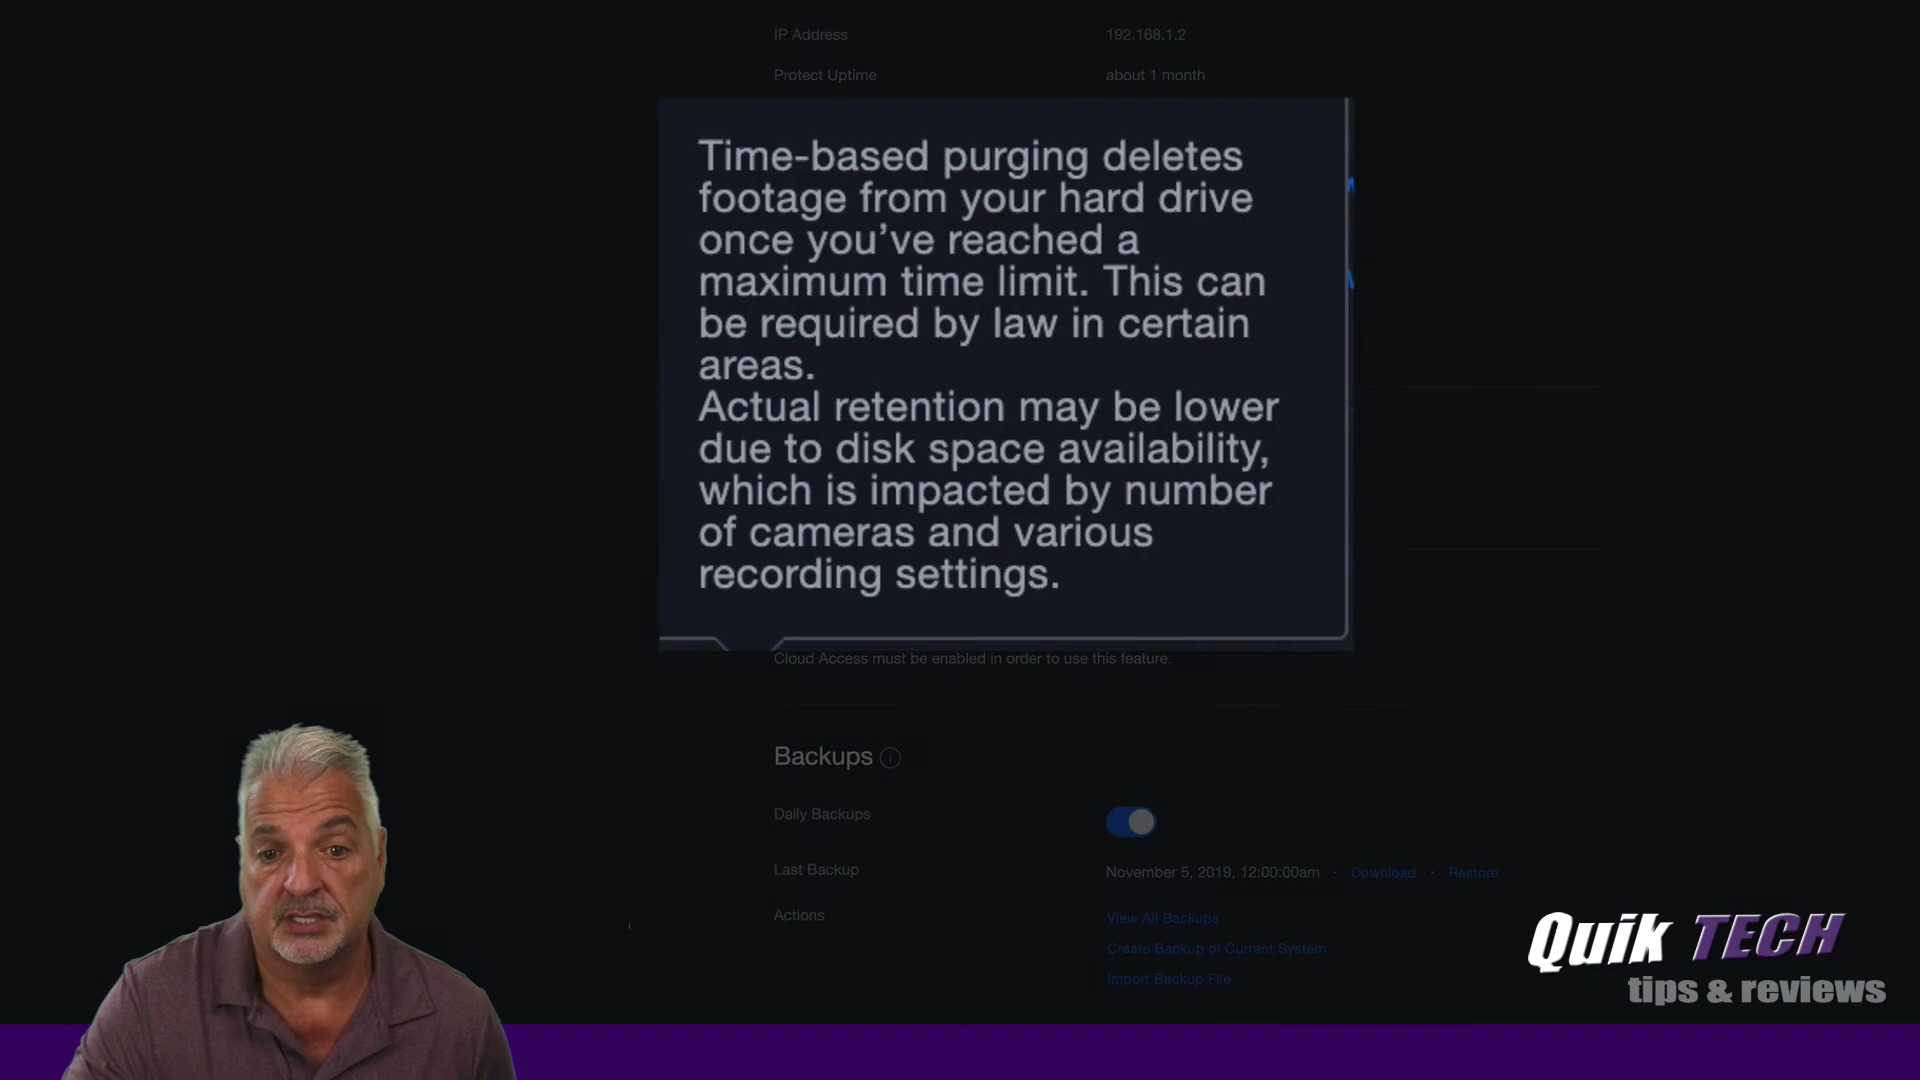 IP Address 192.168.1.2
Protect Uptime about 1 month
Time-based purging deletes
footage from your hard drive
once you've reached a
maximum time limit. This can
be required by law in certain
areas.
Actual retention may be lower
due to disk space availability,
which is impacted by number
of cameras and various
recording settings.
Cloud Access must be enabled in order to use this feature.
Backups
Daily Backups
Last Backup November 5, 2019, 12:00:00am · Download · Restore
Actions View All Backups
Create Backup of Current System
Import Backup File
Quik TECH
tips & reviews